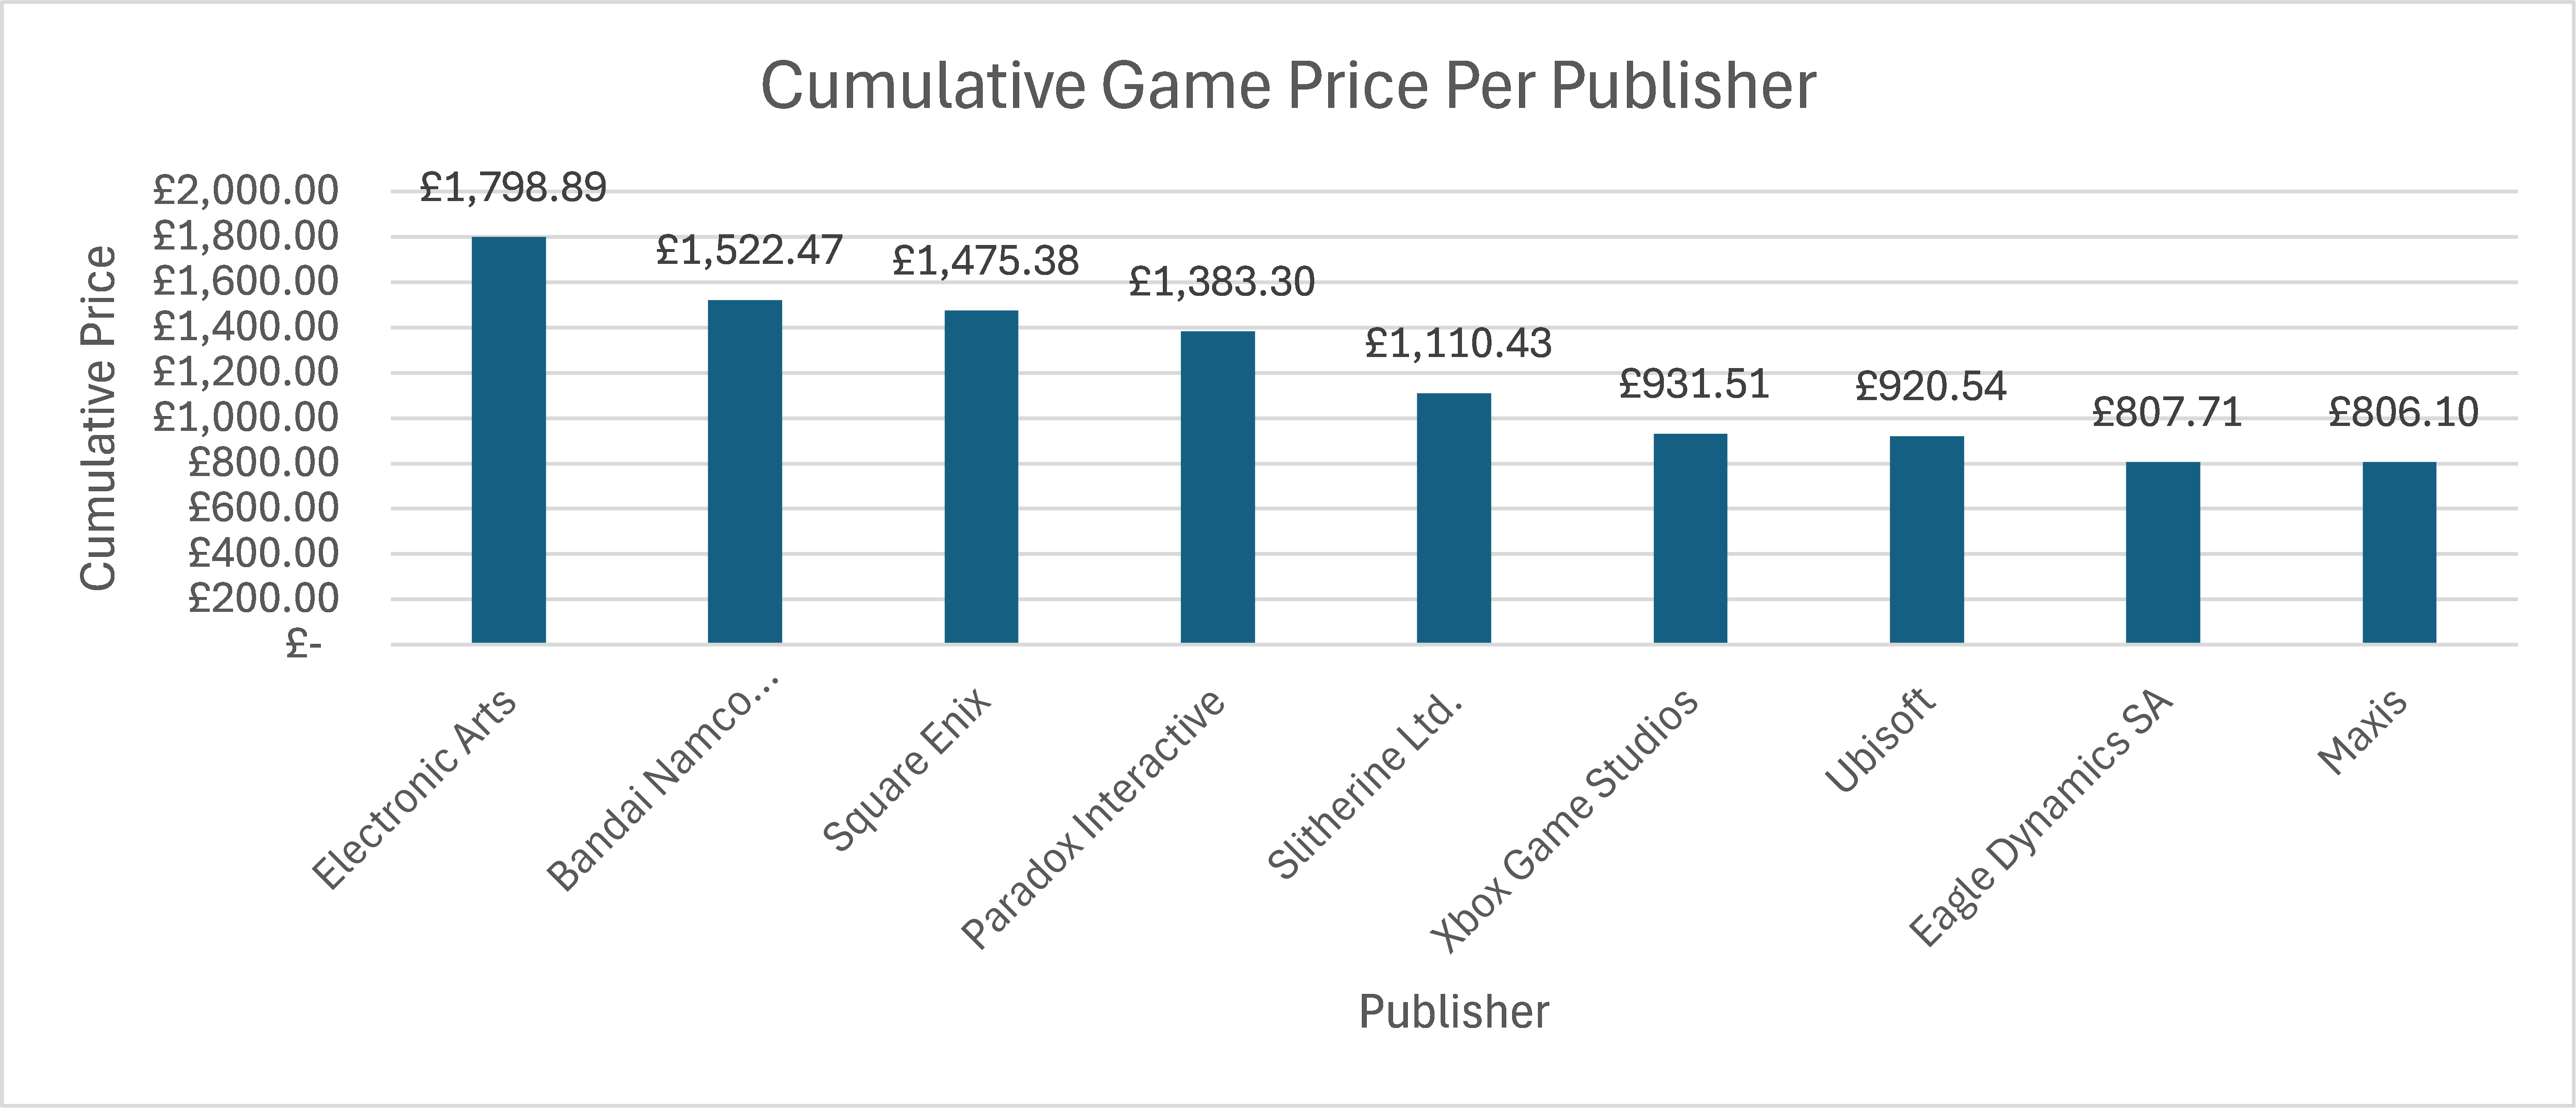 Cumulative Game Price Per Publisher
Cumulative Price
£2,000.00
£1,800.00
£1,600.00
£1,400.00
£1,200.00
£1,000.00
£800.00
£600.00
£400.00
£200.00
£-
£1,798.89
£1,522.47
£1,475.38
£1,383.30
£1,110.43
£931.51
£920.54
£807.71
£806.10
Electronic Arts
Bandai Namco...
Square Enix
Paradox Interactive
Slitherine Ltd.
Xbox Game Studios
Ubisoft
Eagle Dynamics SA
Maxis
Publisher